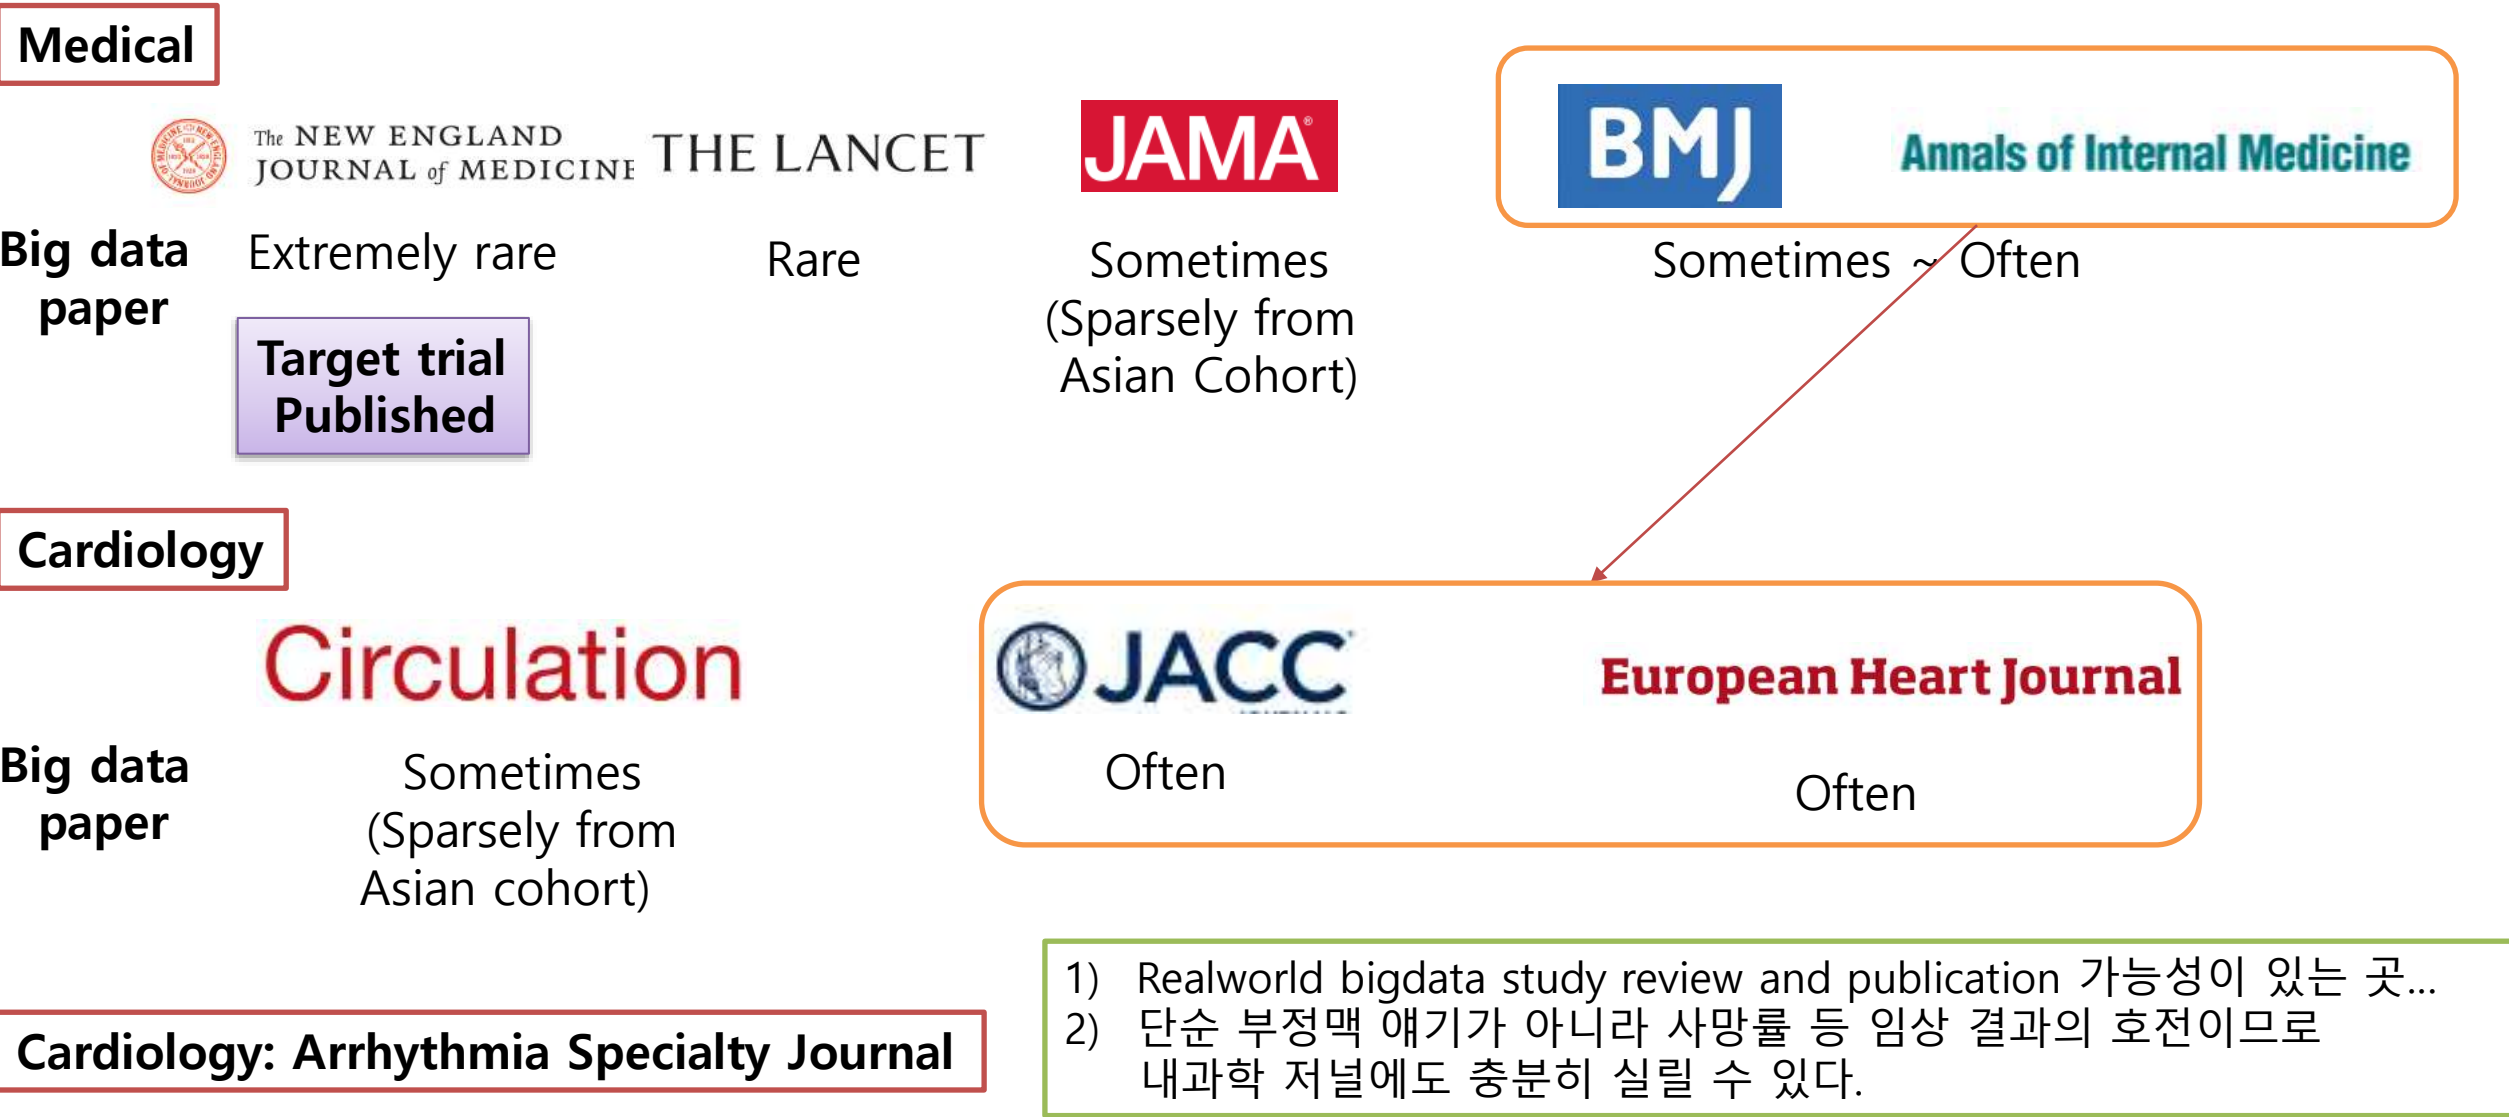 Medical
The NEW ENGLAND
JOURNAL of MEDICINE
THE LANCET
JAMA
BMJ
Annals of Internal Medicine
Big data
paper
Extremely rare
Rare
Sometimes
(Sparsely from
Asian Cohort)
Sometimes ~ Often
Target trial
Published
Cardiology
Circulation
JACC
European Heart Journal
Big data
paper
Sometimes
(Sparsely from
Asian cohort)
Often
Often
1) Realworld bigdata study review and publication 가능성이 있는 곳...
2) 단순 부정맥 얘기가 아니라 사망률 등 임상 결과의 호전이므로
내과학 저널에도 충분히 실릴 수 있다.
Cardiology: Arrhythmia Specialty Journal